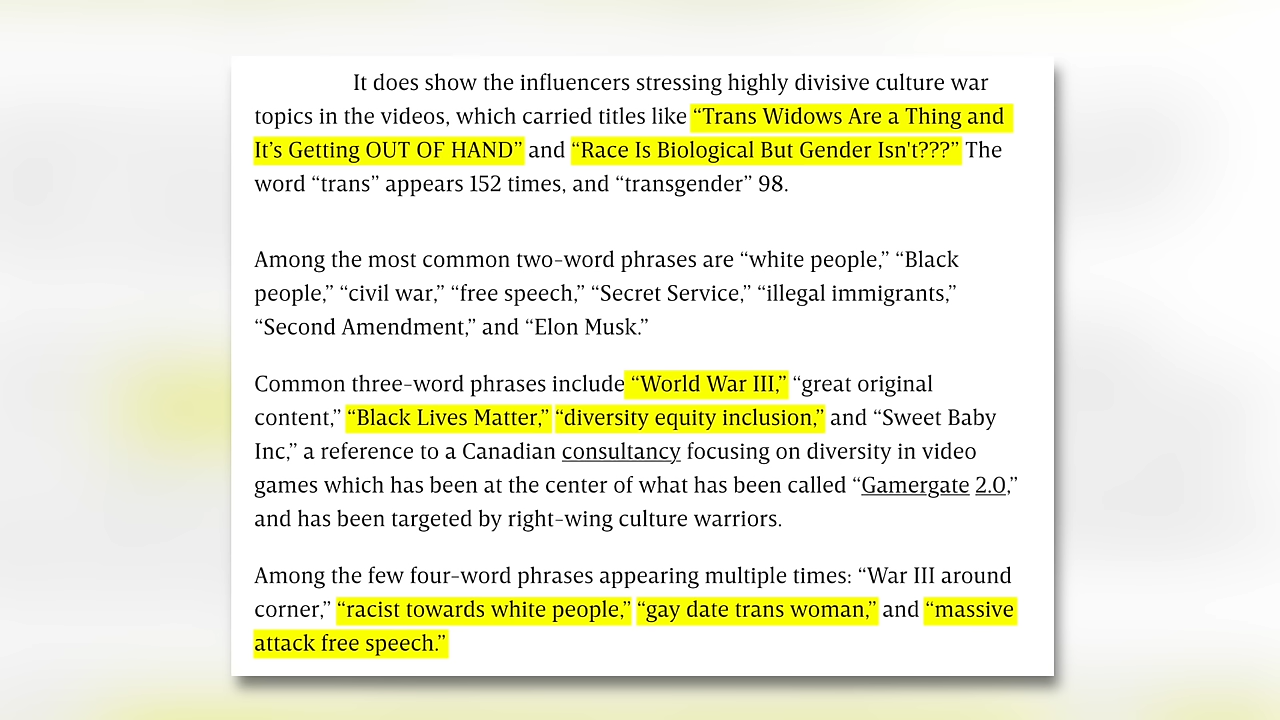 It does show the influencers stressing highly divisive culture war
topics in the videos, which carried titles like “Trans Widows Are a Thing and
It’s Getting OUT OF HAND” and “Race Is Biological But Gender Isn't???” The
word “trans” appears 152 times, and “transgender” 98.
Among the most common two-word phrases are “white people,” “Black
people,” “civil war,” “free speech,” “Secret Service,” “illegal immigrants,”
“Second Amendment,” and “Elon Musk.”
Common three-word phrases include “World War III,” “great original
content,” “Black Lives Matter,” “diversity equity inclusion,” and “Sweet Baby
Inc,” a reference to a Canadian consultancy focusing on diversity in video
games which has been at the center of what has been called “Gamergate 2.0,”
and has been targeted by right-wing culture warriors.
Among the few four-word phrases appearing multiple times: “War III around
corner,” “racist towards white people,” “gay date trans woman,” and “massive
attack free speech.”